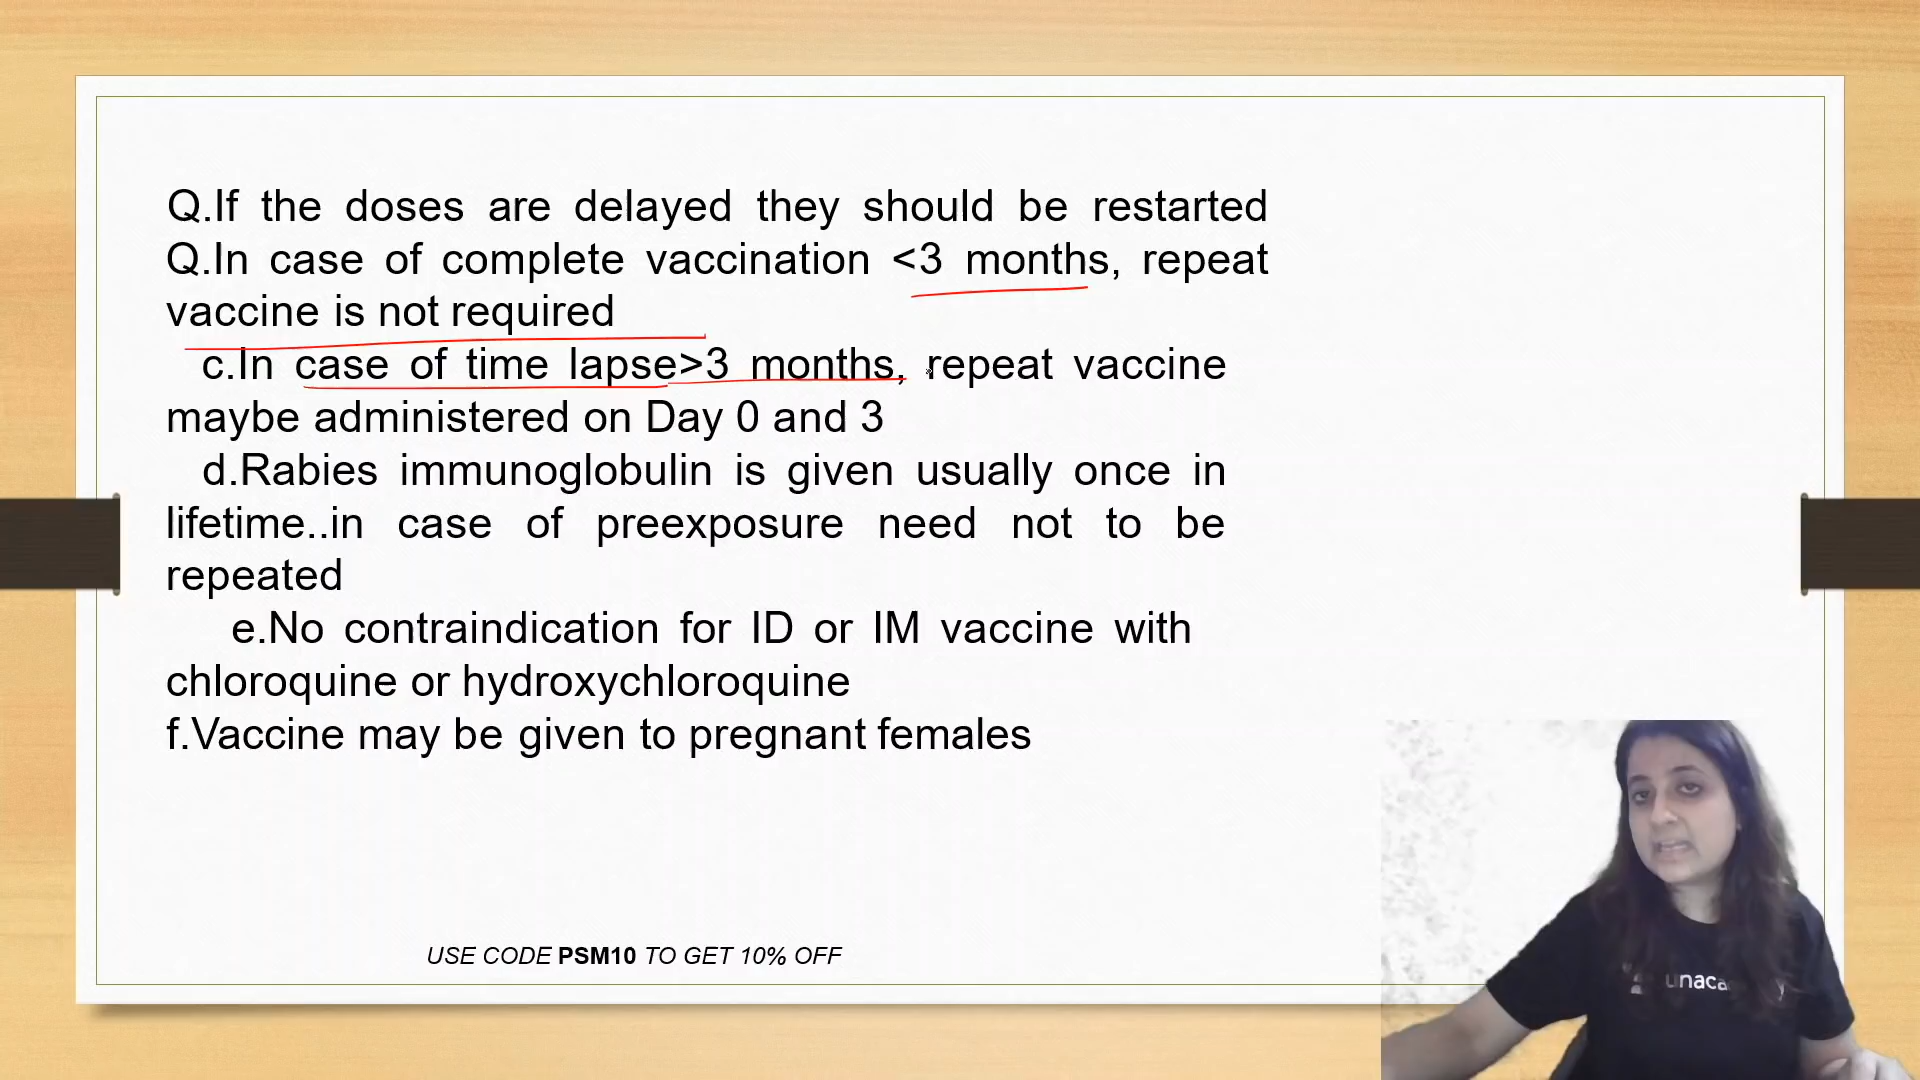 Q.If the doses are delayed they should be restarted
Q.In case of complete vaccination <3 months, repeat
vaccine is not required
c.In case of time lapse>3 months, repeat vaccine
maybe administered on Day 0 and 3
d.Rabies immunoglobulin is given usually once in
lifetime..in case of preexposure need not to be
repeated
e.No contraindication for ID or IM vaccine with
chloroquine or hydroxychloroquine
f.Vaccine may be given to pregnant females
USE CODE PSM10 TO GET 10% OFF